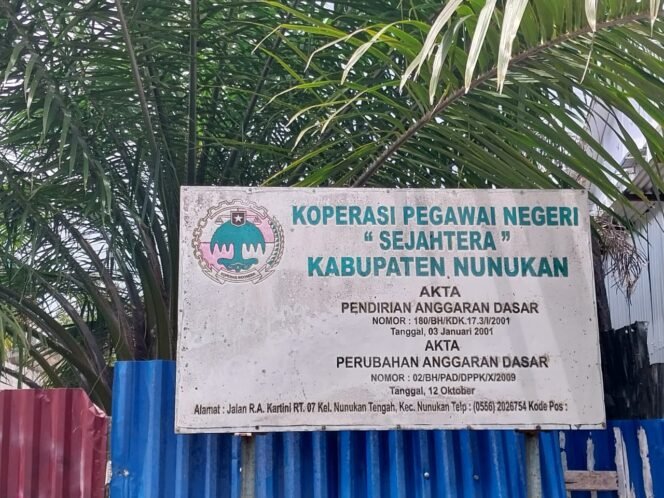 KOPERASI PEGAWAI NEGERI
" SEJAHTERA "
KABUPATEN NUNUKAN
AKTA
PENDIRIAN ANGGARAN DASAR
NOMOR : 180/BH/KDK.17.3/I/2001
Tanggal, 03 Januari 2001
AKTA
PERUBAHAN ANGGARAN DASAR
NOMOR : 02/BH/PAD/DPPK/X/2009
Tanggal, 12 Oktober
Alamat : Jalan R.A. Kartini RT. 07 Kel. Nunukan Tengah, Kec. Nunukan Telp : (0556) 2026754 Kode Pos :